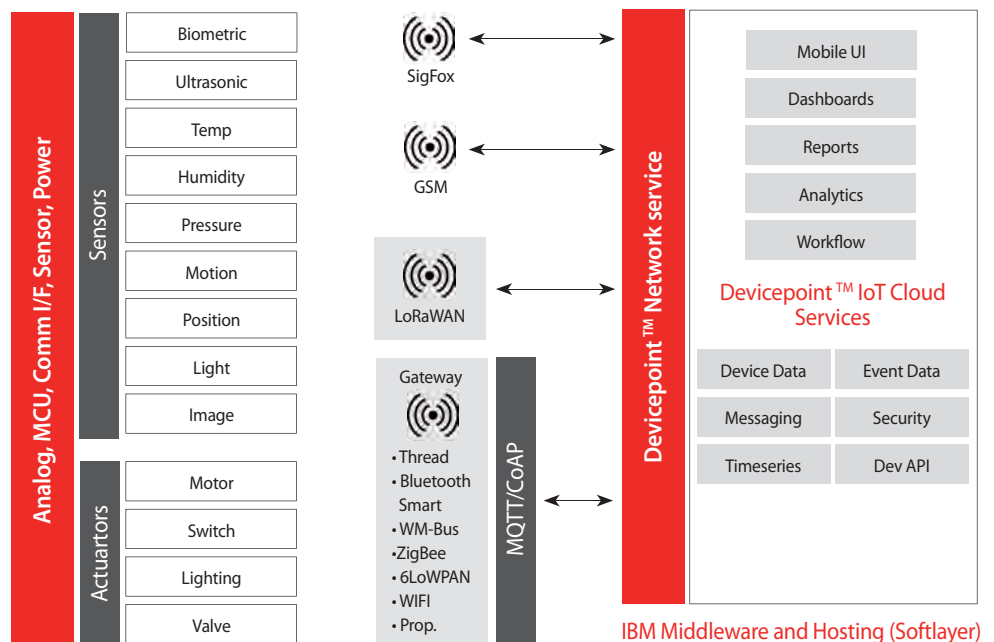 Analog, MCU, Comm I/F, Sensor, Power
Sensors
Biometric
Ultrasonic
Temp
Humidity
Pressure
Motion
Position
Light
Image
Actuartors
Motor
Switch
Lighting
Valve
SigFox
GSM
LoRaWAN
Gateway
• Thread
• Bluetooth
Smart
• WM-Bus
•ZigBee
• 6LoWPAN
• WIFI
• Prop.
MQTT/CoAP
Devicepoint™ Network service
Mobile UI
Dashboards
Reports
Analytics
Workflow
Devicepoint™ IoT Cloud
Services
Device Data
Event Data
Messaging
Security
Timeseries
Dev API
IBM Middleware and Hosting (Softlayer)